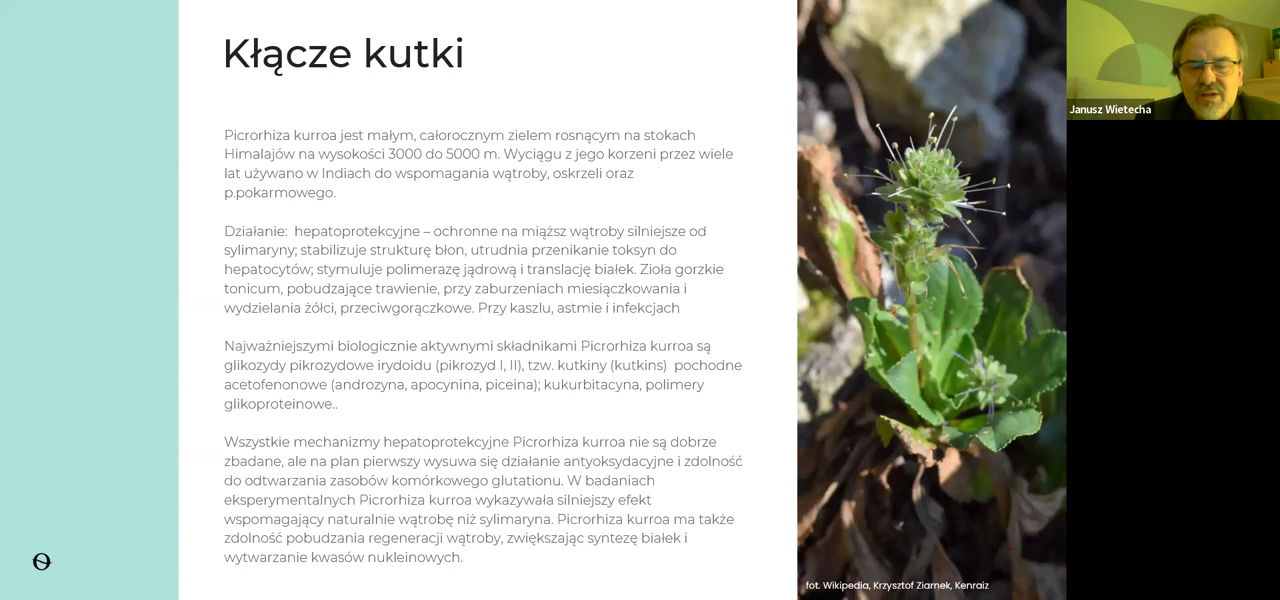 Kłącze kutki
Picrorhiza kurroa jest małym, całorocznym zielem rosnącym na stokach
Himalajów na wysokości 3000 do 5000 m. Wyciągu z jego korzeni przez wiele
lat używano w Indiach do wspomagania wątroby, oskrzeli oraz
p.pokarmowego.
Działanie:  hepatoprotekcyjne – ochronne na miąższ wątroby silniejsze od
sylimaryny; stabilizuje strukturę błon, utrudnia przenikanie toksyn do
hepatocytów; stymuluje polimerazę jądrową i translację białek. Zioła gorzkie
tonicum, pobudzające trawienie, przy zaburzeniach miesiączkowania i
wydzielania żółci, przeciwgorączkowe. Przy kaszlu, astmie i infekcjach
Najważniejszymi biologicznie aktywnymi składnikami Picrorhiza kurroa są
glikozydy pikrozydowe irydoidu (pikrozyd I, II), tzw. kutkiny (kutkins)  pochodne
acetofenonowe (androzyna, apocynina, piceina); kukurbitacyna, polimery
glikoproteinowe..
Wszystkie mechanizmy hepatoprotekcyjne Picrorhiza kurroa nie są dobrze
zbadane, ale na plan pierwszy wysuwa się działanie antyoksydacyjne i zdolność
do odtwarzania zasobów komórkowego glutationu. W badaniach
eksperymentalnych Picrorhiza kurroa wykazywała silniejszy efekt
wspomagający naturalnie wątrobę niż sylimaryna. Picrorhiza kurroa ma także
zdolność pobudzania regeneracji wątroby, zwiększając syntezę białek i
wytwarzanie kwasów nukleinowych.
fot. Wikipedia, Krzysztof Ziarnek, Kenraiz
Janusz Wietecha